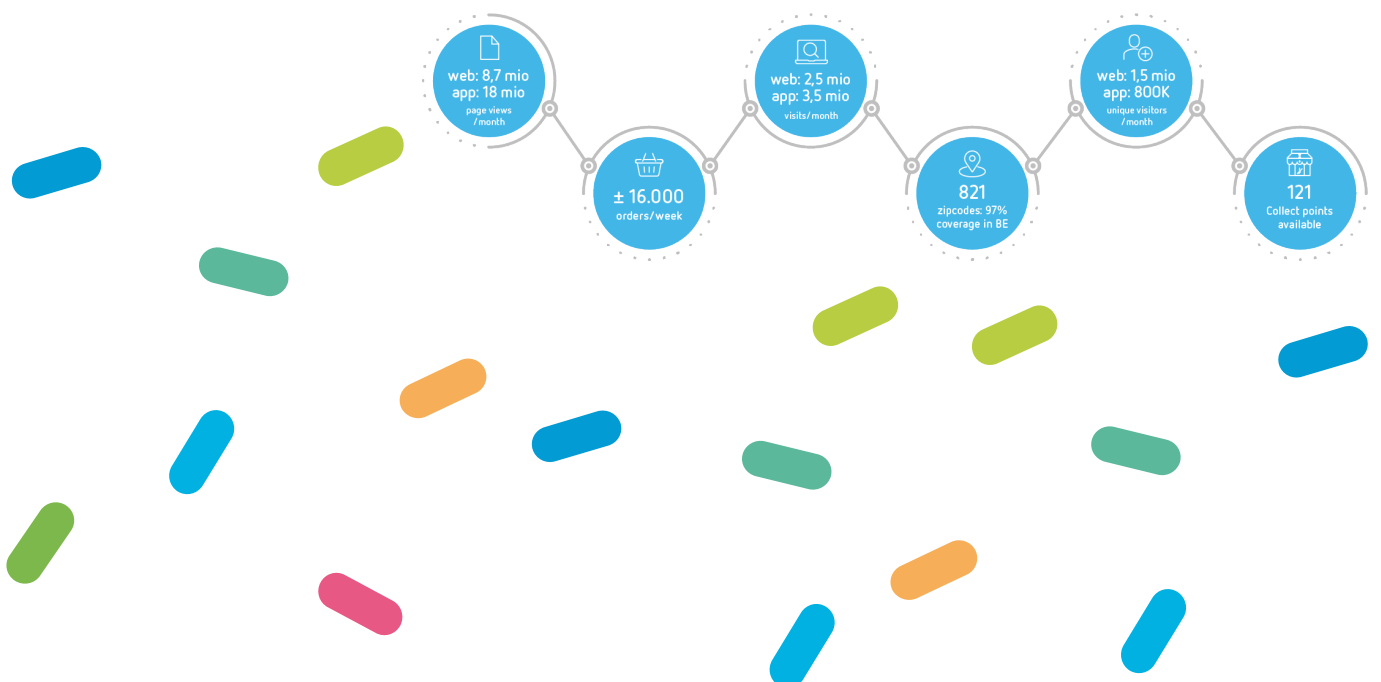 web: 8,7 mio
app: 18 mio
page views
/month
± 16.000
orders/week
web: 2,5 mio
app: 3,5 mio
visits/month
821
zipcodes: 97%
coverage in BE
web: 1,5 mio
app: 800K
unique visitors
/month
121
Collect points
available